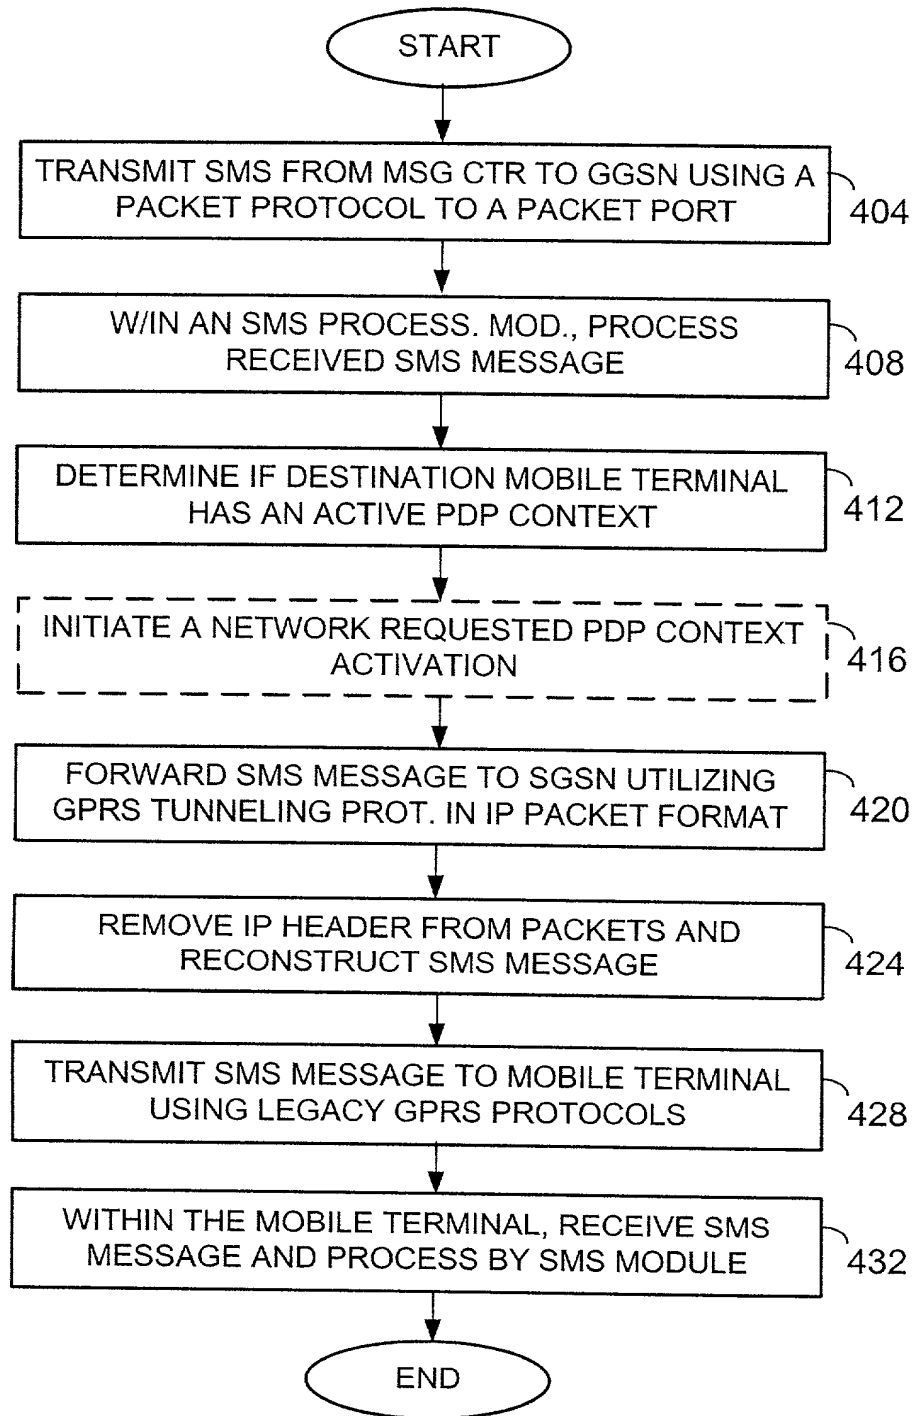 START
TRANSMIT SMS FROM MSG CTR TO GGSN USING A
PACKET PROTOCOL TO A PACKET PORT
404
W/IN AN SMS PROCESS. MOD., PROCESS
RECEIVED SMS MESSAGE
408
DETERMINE IF DESTINATION MOBILE TERMINAL
HAS AN ACTIVE PDP CONTEXT
412
INITIATE A NETWORK REQUESTED PDP CONTEXT
ACTIVATION
416
FORWARD SMS MESSAGE TO SGSN UTILIZING
GPRS TUNNELING PROT. IN IP PACKET FORMAT
420
REMOVE IP HEADER FROM PACKETS AND
RECONSTRUCT SMS MESSAGE
424
TRANSMIT SMS MESSAGE TO MOBILE TERMINAL
USING LEGACY GPRS PROTOCOLS
428
WITHIN THE MOBILE TERMINAL, RECEIVE SMS
MESSAGE AND PROCESS BY SMS MODULE
432
END